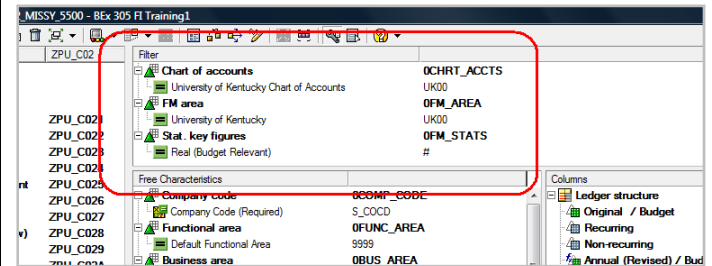 _MISSY_5500 - BEx 305 FI Training1
ZPU_C02
Filter
Chart of accounts 0CHRT_ACCTS
University of Kentucky Chart of Accounts UK00
FM area 0FM_AREA
ZPU_C021
University of Kentucky UK00
ZPU_C022
Stat. key figures 0FM_STATS
ZPU_C023
Real (Budget Relevant) #
ZPU_C024
Free Characteristics
Columns
nt ZPU_C025
Company code 0COMP_CODE
Ledger structure
ZPU_C026
Company Code (Required) S_COCD
Original / Budget
ZPU_C027
Functional area 0FUNC_AREA
Recurring
v) ZPU_C028
Default Functional Area 9999
Non-recurring
ZPU_C029
Business area 0BUS_AREA
Annual (Revised) / Bud
ZPU_C02A